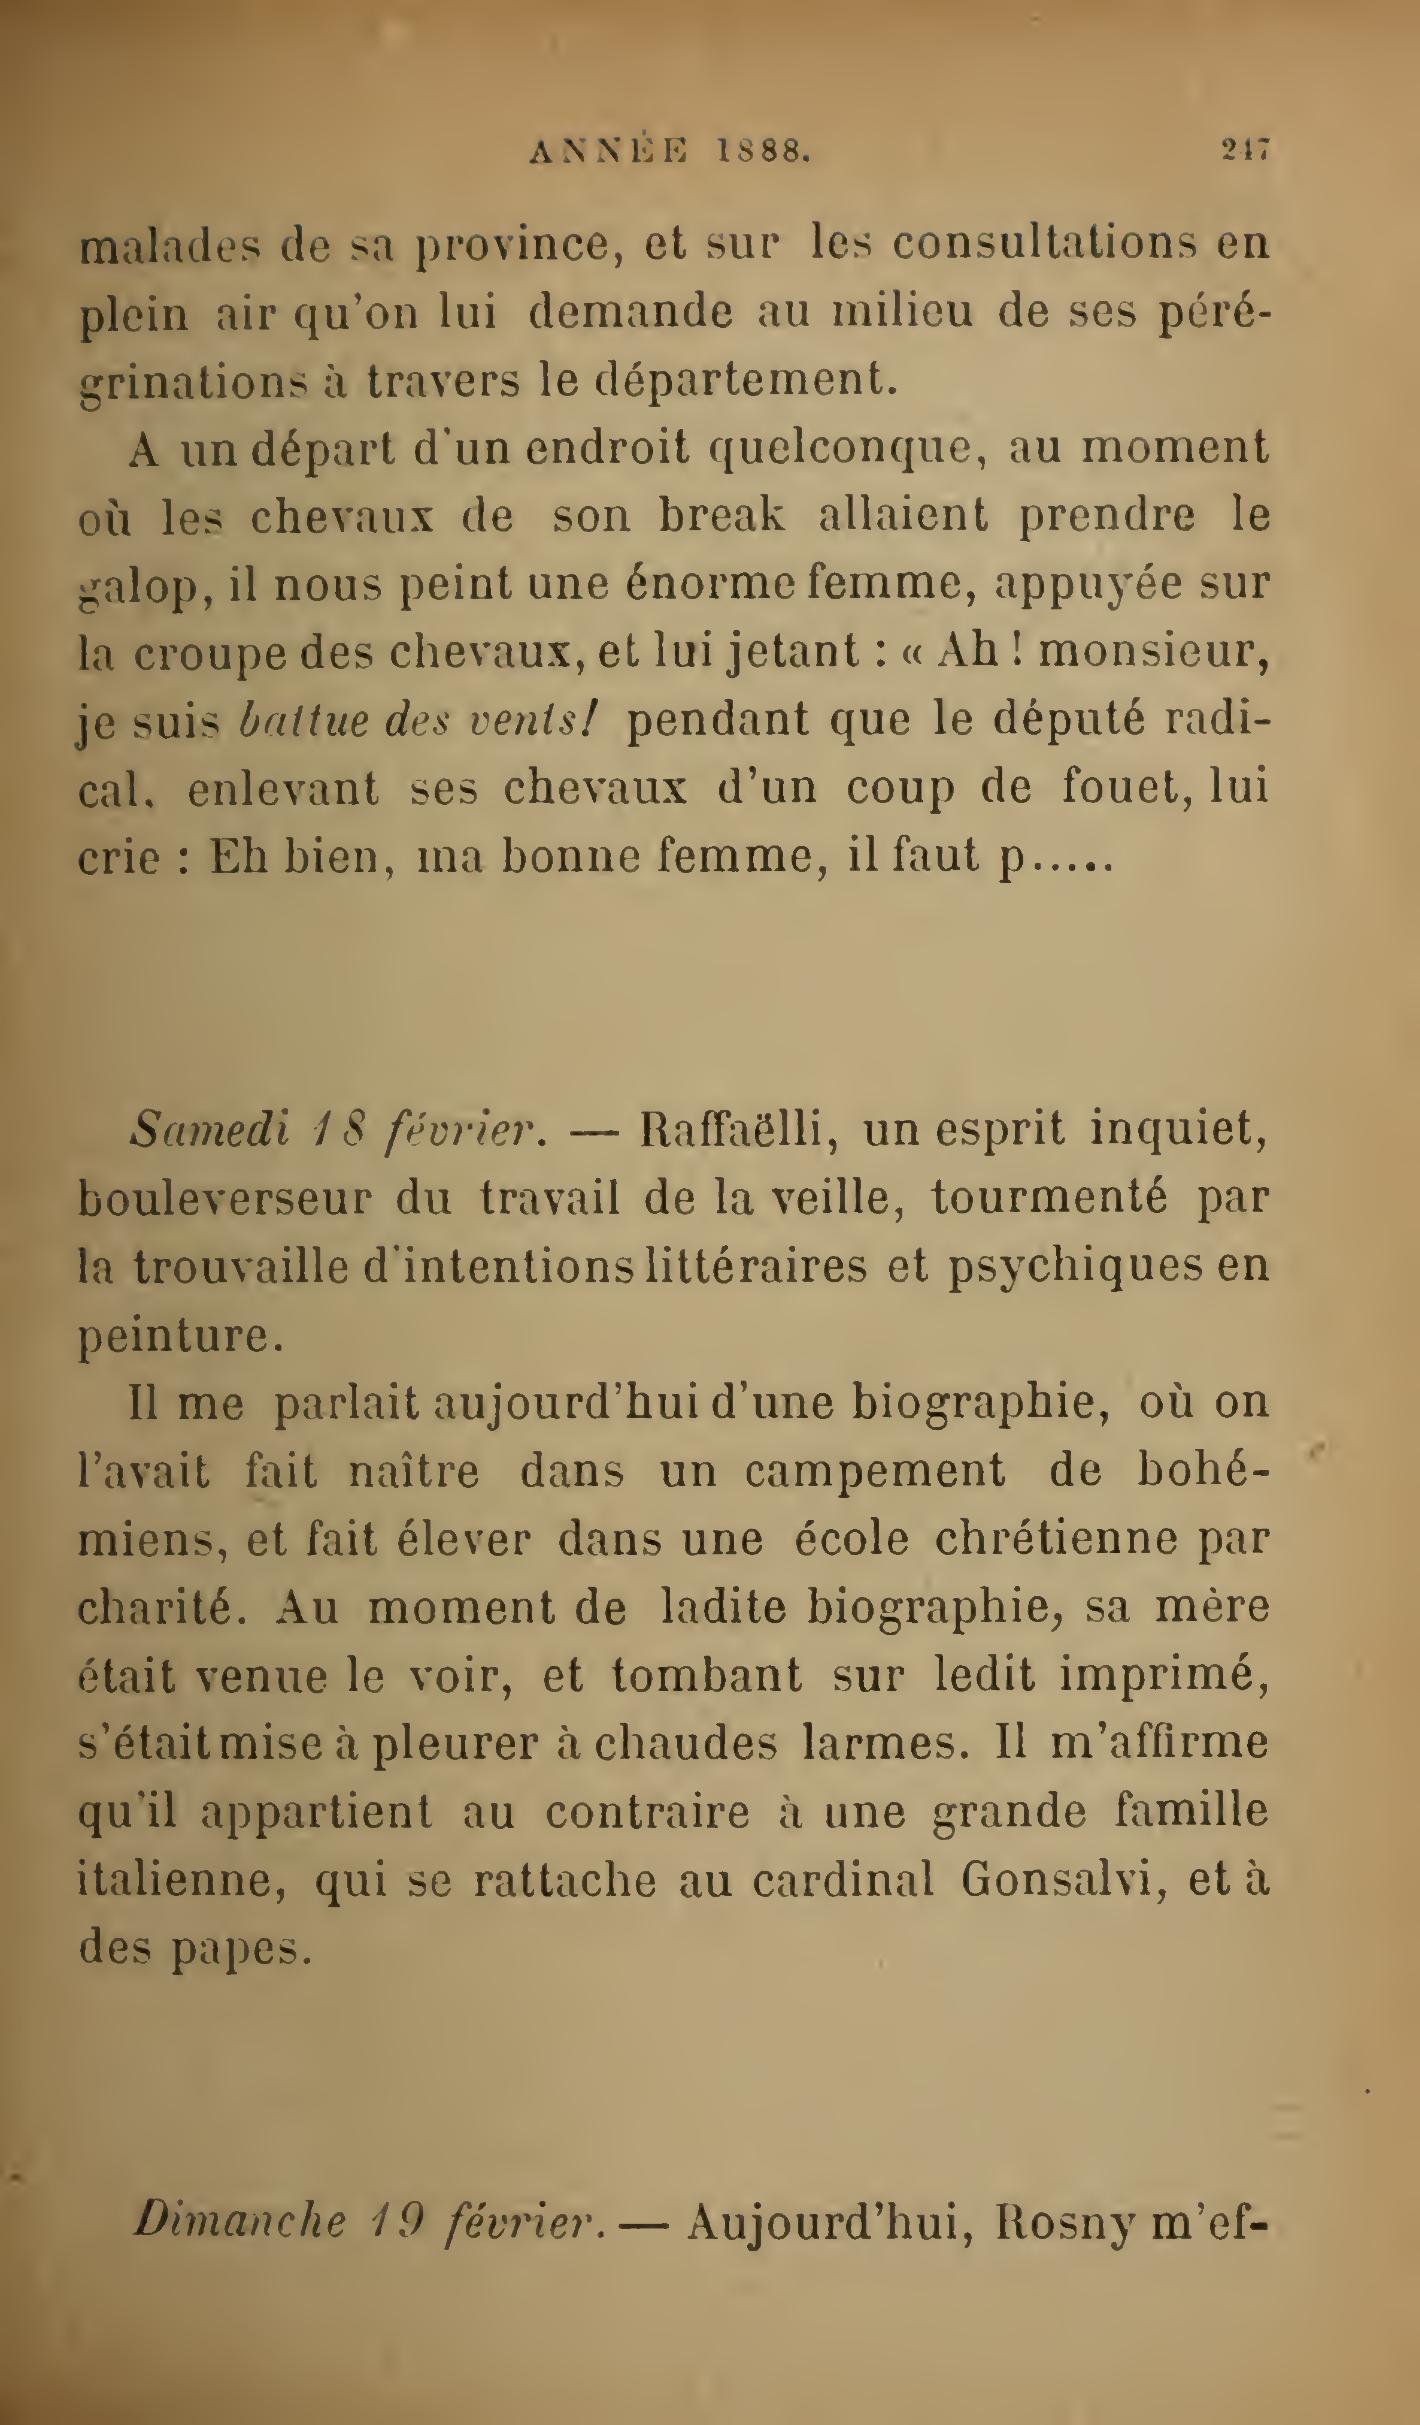 ANNÉE 1888. 247
malades de sa province, et sur les consultations en
plein air qu'on lui demande au milieu de ses péré-
grinations à travers le département.
A un départ d'un endroit quelconque, au moment
où les chevaux de son break allaient prendre le
galop, il nous peint une énorme femme, appuyée sur
la croupe des chevaux, et lui jetant : « Ah ! monsieur,
je suis battue des vents! pendant que le député radi-
cal, enlevant ses chevaux d'un coup de fouet, lui
crie : Eh bien, ma bonne femme, il faut p.....
Samedi 18 février. — Raffaëlli, un esprit inquiet,
bouleverseur du travail de la veille, tourmenté par
la trouvaille d'intentions littéraires et psychiques en
peinture.
Il me parlait aujourd'hui d'une biographie, où on
l'avait fait naître dans un campement de bohé-
miens, et fait élever dans une école chrétienne par
charité. Au moment de ladite biographie, sa mère
était venue le voir, et tombant sur ledit imprimé,
s'était mise à pleurer à chaudes larmes. Il m'affirme
qu'il appartient au contraire à une grande famille
italienne, qui se rattache au cardinal Gonsalvi, et à
des papes.
Dimanche 19 février. — Aujourd'hui, Rosny m'ef-